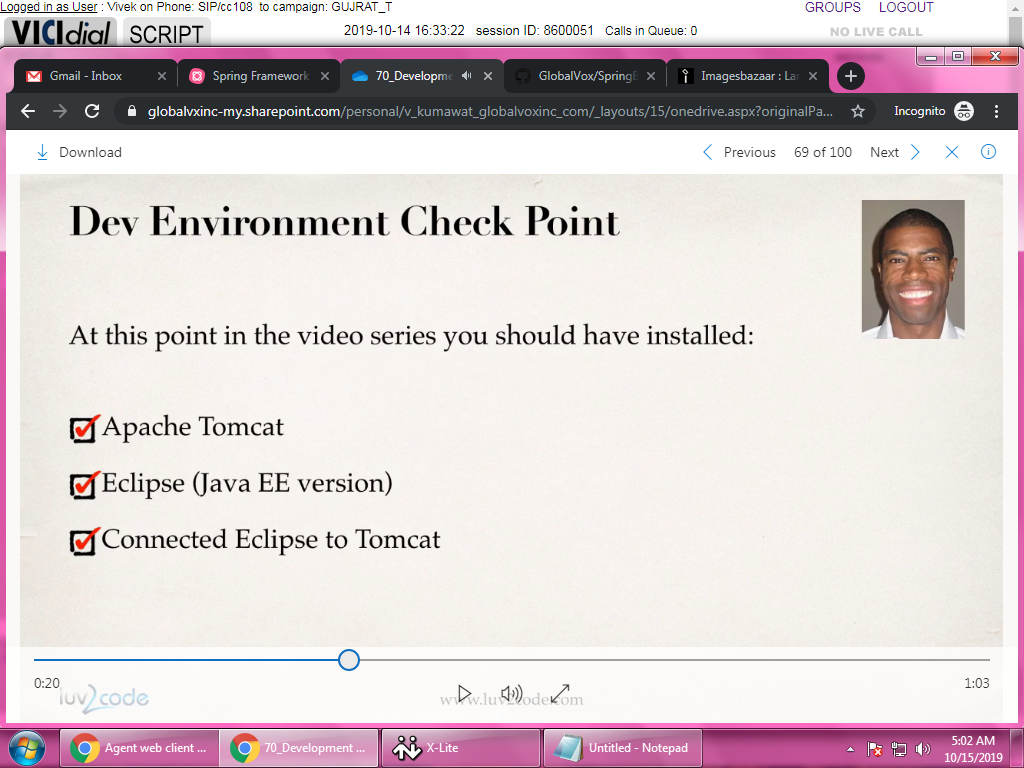 Logged in as User : Vivek on Phone: SIP/cc108 to campaign: GUJRAT_T GROUPS LOGOUT
VICIdial SCRIPT 2019-10-14 16:33:22 session ID: 8600051 Calls in Queue: 0 NO LIVE CALL
Gmail - Inbox Spring Framework 70_Developme GlobalVox/SpringB Imagesbazaar : Lar
globalvxinc-my.sharepoint.com/personal/v_kumawat_globalvoxinc_com/_layouts/15/onedrive.aspx?originalPa... Incognito
Download Previous 69 of 100 Next
Dev Environment Check Point
At this point in the video series you should have installed:
Apache Tomcat
Eclipse (Java EE version)
Connected Eclipse to Tomcat
0:20 1:03
luv2code www.luv2code.com
Agent web client ... 70_Development ... X-Lite Untitled - Notepad 5:02 AM
10/15/2019